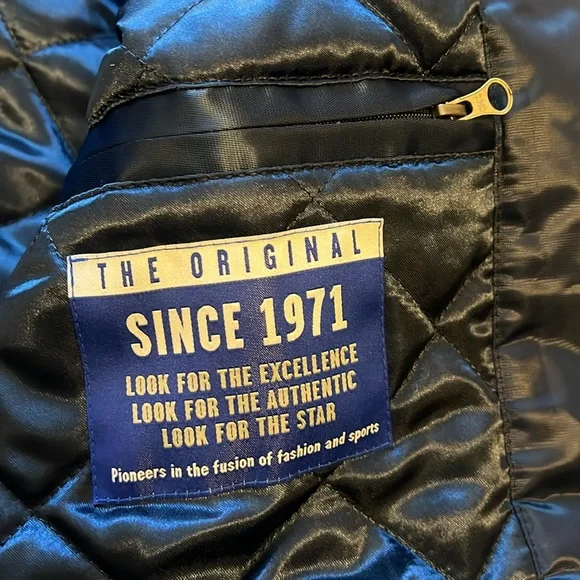 THE ORIGINAL
SINCE 1971
LOOK FOR THE EXCELLENCE
LOOK FOR THE AUTHENTIC
LOOK FOR THE STAR
Pioneers in the fusion of fashion and sports